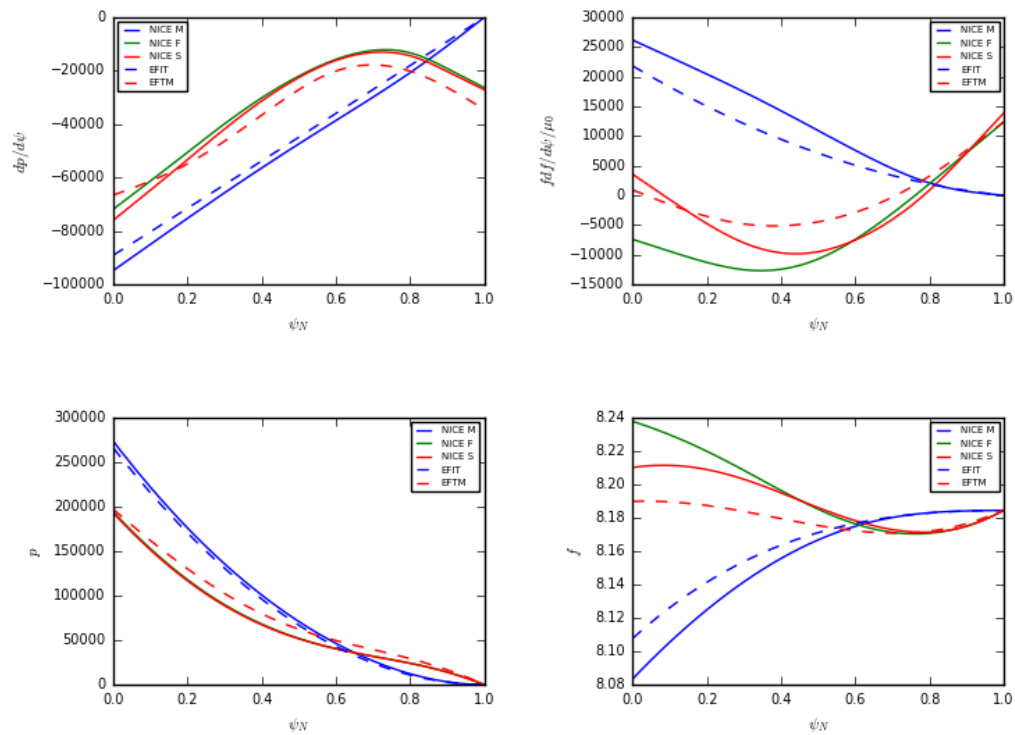 0
−20000
−40000
−60000
−80000
−100000
dp/dψ
NICE M
NICE F
NICE S
EFIT
EFTM
0.0 0.2 0.4 0.6 0.8 1.0
ψ_N
30000
25000
20000
15000
10000
5000
0
−5000
−10000
−15000
fdf/dψ/μ0
NICE M
NICE F
NICE S
EFIT
EFTM
0.0 0.2 0.4 0.6 0.8 1.0
ψ_N
300000
250000
200000
150000
100000
50000
0
p
NICE M
NICE F
NICE S
EFIT
EFTM
0.0 0.2 0.4 0.6 0.8 1.0
ψ_N
8.24
8.22
8.20
8.18
8.16
8.14
8.12
8.10
8.08
f
NICE M
NICE F
NICE S
EFIT
EFTM
0.0 0.2 0.4 0.6 0.8 1.0
ψ_N